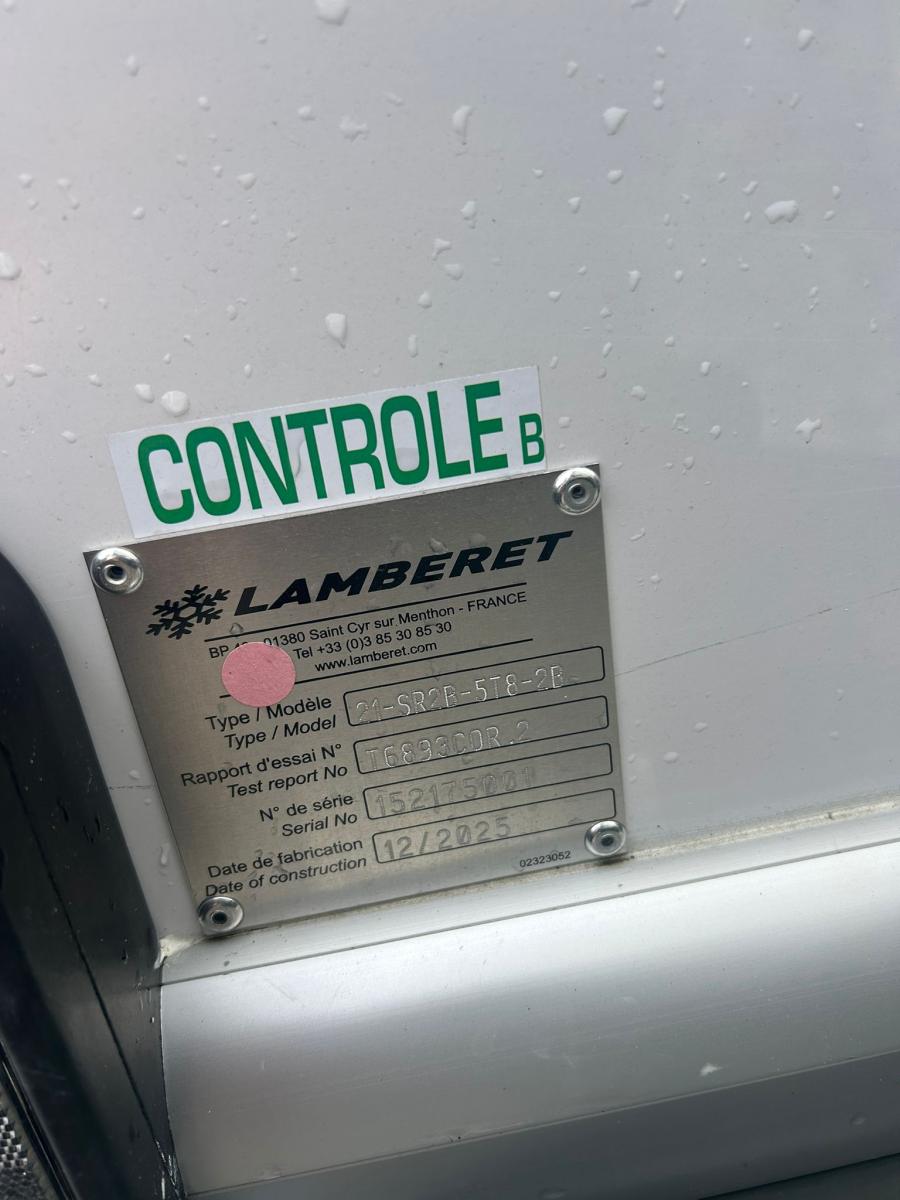 CONTROLE B
LAMBERET
BP 01380 Saint Cyr sur Menthon - FRANCE
Tel +33 (0)3 85 30 85 30
www.lamberet.com
Type / Modèle
Type / Model
21-SR2B-5T8-2B
Rapport d'essai N°
Test report No
T6893COR.2
N° de série
Serial No
152175001
Date de fabrication
Date of construction
12/2025
02323052